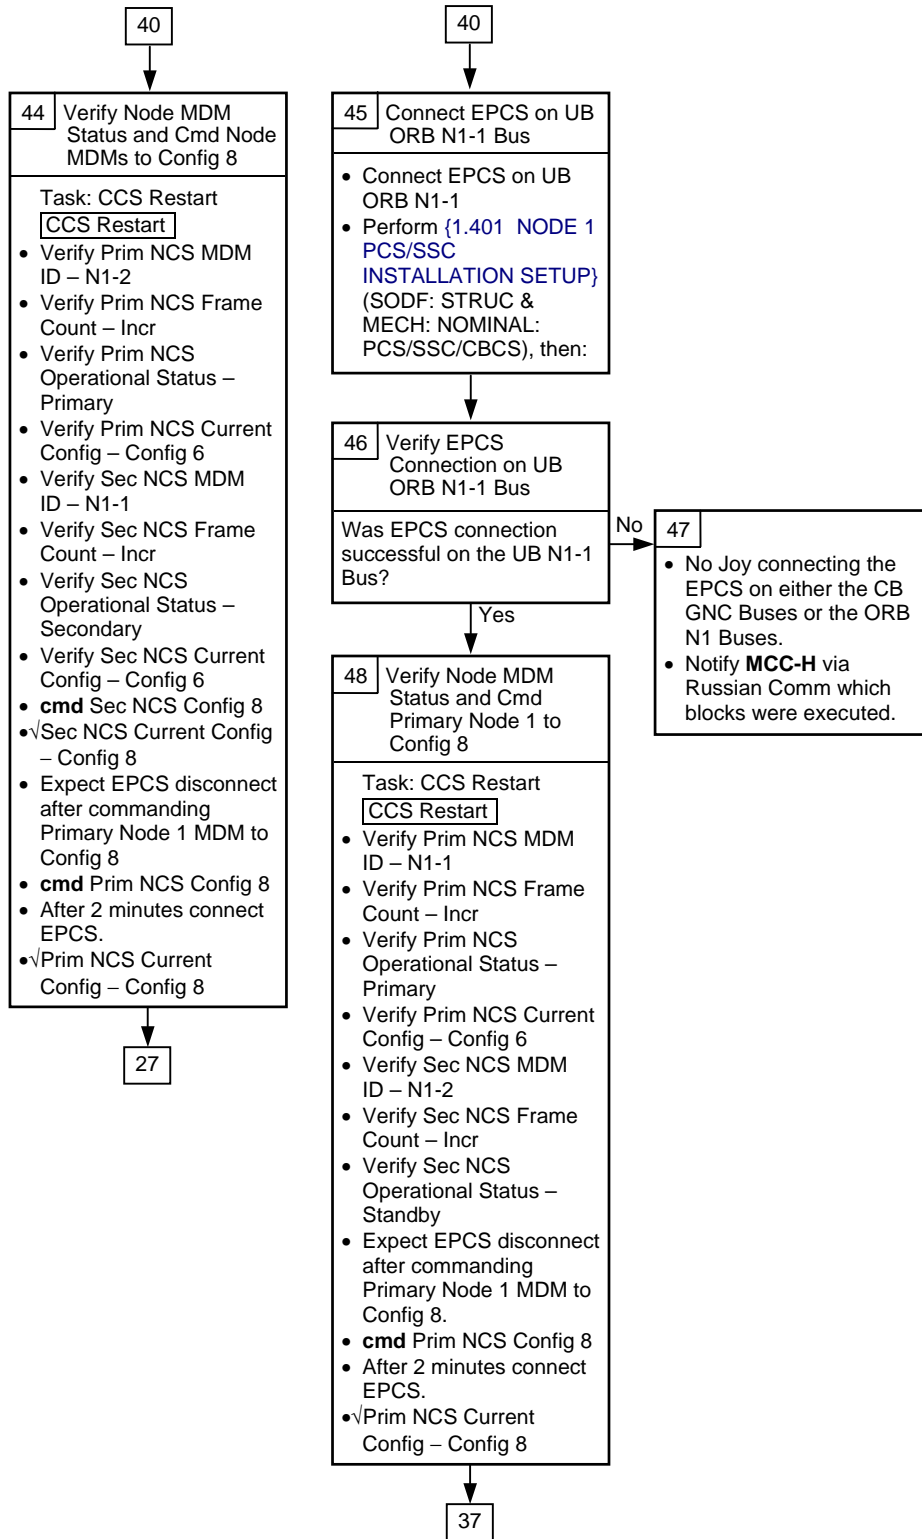 40
44 Verify Node MDM
Status and Cmd Node
MDMs to Config 8
Task: CCS Restart
CCS Restart
• Verify Prim NCS MDM
ID – N1-2
• Verify Prim NCS Frame
Count – Incr
• Verify Prim NCS
Operational Status –
Primary
• Verify Prim NCS Current
Config – Config 6
• Verify Sec NCS MDM
ID – N1-1
• Verify Sec NCS Frame
Count – Incr
• Verify Sec NCS
Operational Status –
Secondary
• Verify Sec NCS Current
Config – Config 6
• cmd Sec NCS Config 8
•√Sec NCS Current Config
– Config 8
• Expect EPCS disconnect
after commanding
Primary Node 1 MDM to
Config 8
• cmd Prim NCS Config 8
• After 2 minutes connect
EPCS.
•√Prim NCS Current
Config – Config 8
27
40
45 Connect EPCS on UB
ORB N1-1 Bus
• Connect EPCS on UB
ORB N1-1
• Perform {1.401 NODE 1
PCS/SSC
INSTALLATION SETUP}
(SODF: STRUC &
MECH: NOMINAL:
PCS/SSC/CBCS), then:
46 Verify EPCS
Connection on UB
ORB N1-1 Bus
Was EPCS connection
successful on the UB N1-1
Bus?
No
Yes
47
• No Joy connecting the
EPCS on either the CB
GNC Buses or the ORB
N1 Buses.
• Notify MCC-H via
Russian Comm which
blocks were executed.
48 Verify Node MDM
Status and Cmd
Primary Node 1 to
Config 8
Task: CCS Restart
CCS Restart
• Verify Prim NCS MDM
ID – N1-1
• Verify Prim NCS Frame
Count – Incr
• Verify Prim NCS
Operational Status –
Primary
• Verify Prim NCS Current
Config – Config 6
• Verify Sec NCS MDM
ID – N1-2
• Verify Sec NCS Frame
Count – Incr
• Verify Sec NCS
Operational Status –
Standby
• Expect EPCS disconnect
after commanding
Primary Node 1 MDM to
Config 8.
• cmd Prim NCS Config 8
• After 2 minutes connect
EPCS.
•√Prim NCS Current
Config – Config 8
37